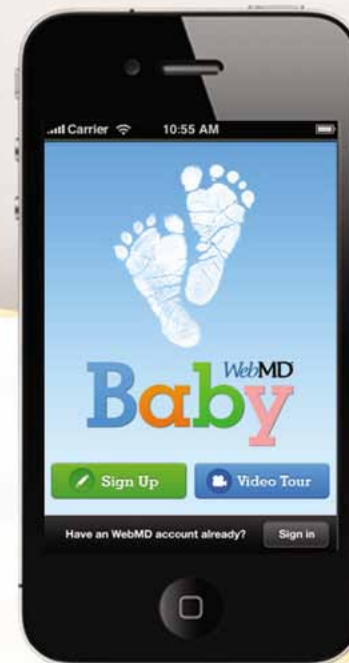 Carrier 10:55 AM
WebMD
Baby
Sign Up Video Tour
Have an WebMD account already? Sign in